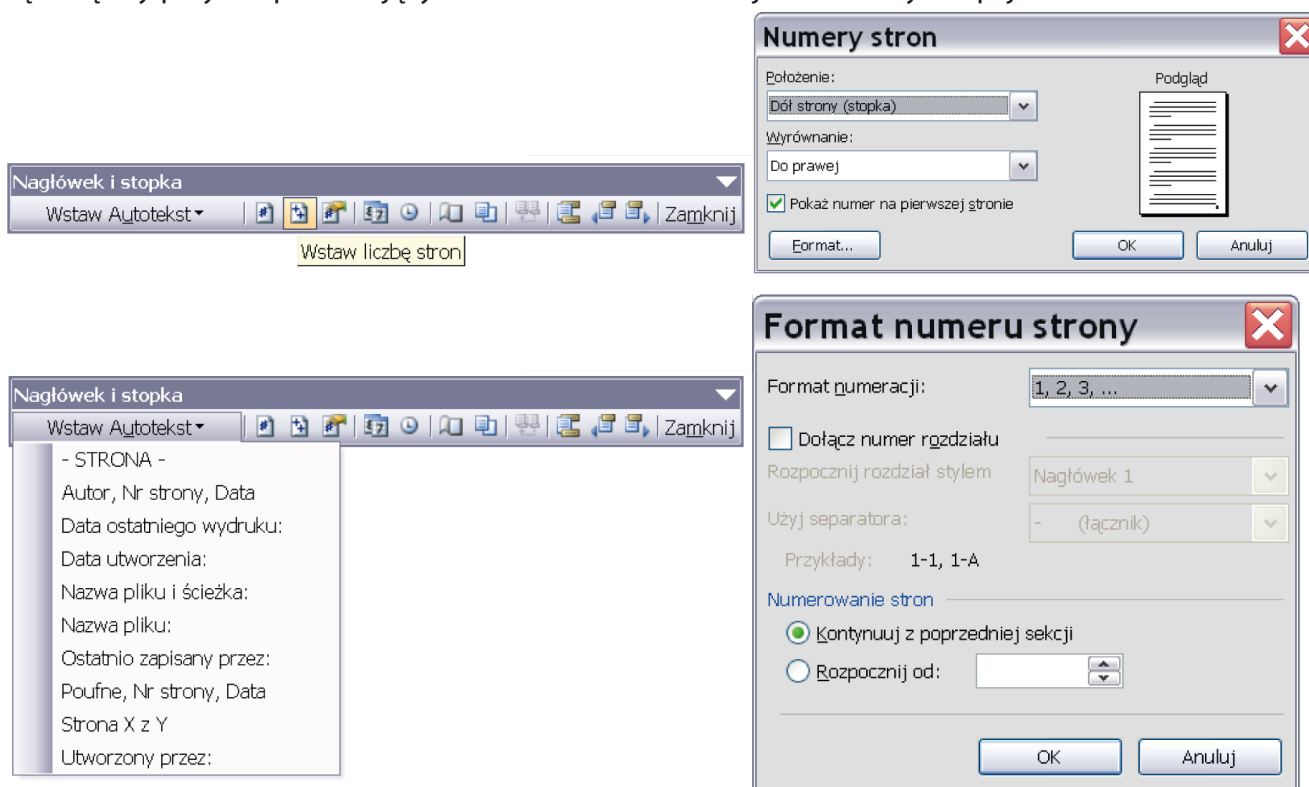 Numery stron
Położenie:
Podgląd
Dół strony (stopka)
Wyrównanie:
Do prawej
Pokaż numer na pierwszej stronie
Format...
OK
Anuluj
Nagłówek i stopka
Wstaw Autotekst
Zamknij
Wstaw liczbę stron
Format numeru strony
Format numeracji:
1, 2, 3, ...
Dołącz numer rozdziału
Rozpocznij rozdział stylem
Nagłówek 1
Użyj separatora:
- (łącznik)
Przykłady: 1-1, 1-A
Numerowanie stron
Kontynuuj z poprzedniej sekcji
Rozpocznij od:
OK
Anuluj
Nagłówek i stopka
Wstaw Autotekst
Zamknij
- STRONA -
Autor, Nr strony, Data
Data ostatniego wydruku:
Data utworzenia:
Nazwa pliku i ścieżka:
Nazwa pliku:
Ostatnio zapisany przez:
Poufne, Nr strony, Data
Strona X z Y
Utworzony przez: